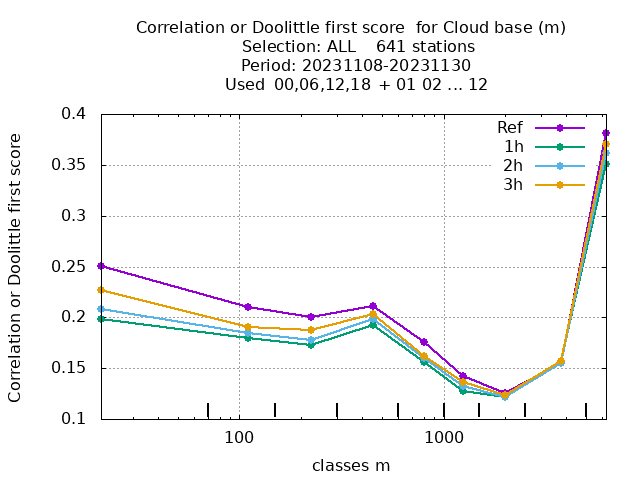 Correlation or Doolittle first score  for Cloud base (m)
Selection: ALL    641 stations
Period: 20231108-20231130
Used  00,06,12,18 + 01 02 ... 12
Ref
1h
2h
3h
0.4
0.35
0.3
0.25
0.2
0.15
0.1
Correlation or Doolittle first score
100 1000
classes m